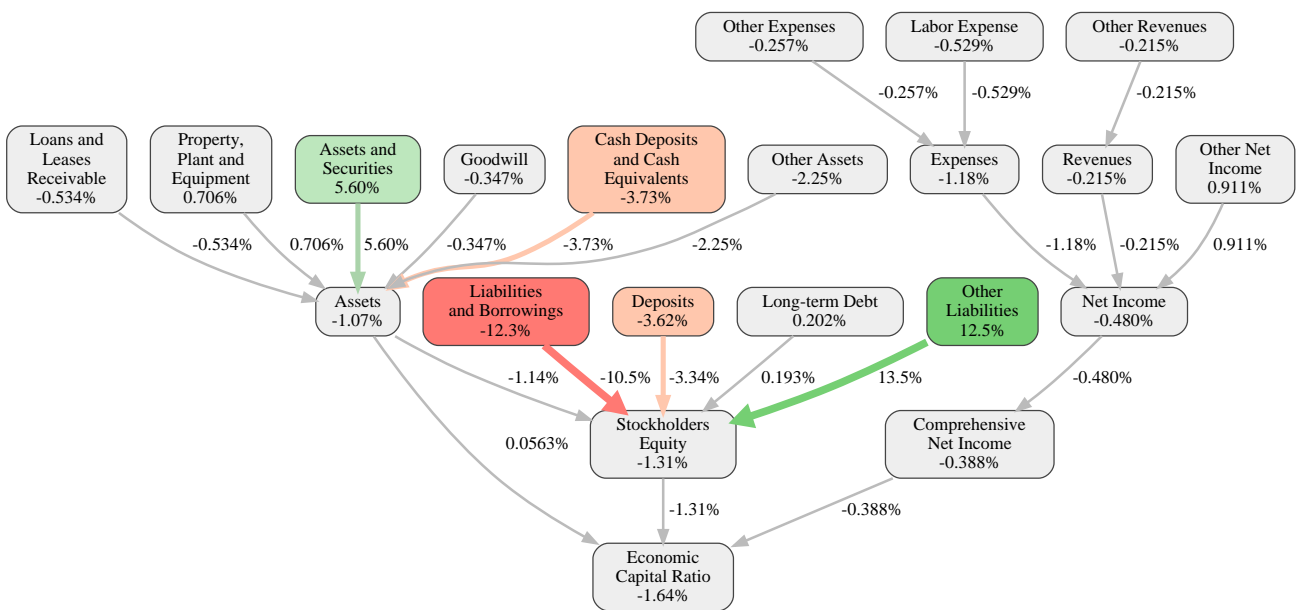 Other Expenses
-0.257%
Labor Expense
-0.529%
Other Revenues
-0.215%
-0.257%
-0.529%
-0.215%
Loans and
Leases
Receivable
-0.534%
Property,
Plant and
Equipment
0.706%
Assets and
Securities
5.60%
Goodwill
-0.347%
Cash Deposits
and Cash
Equivalents
-3.73%
Other Assets
-2.25%
Expenses
-1.18%
Revenues
-0.215%
Other Net
Income
0.911%
-0.534%
0.706%
5.60%
-0.347%
-3.73%
-2.25%
-1.18%
-0.215%
0.911%
Assets
-1.07%
Liabilities
and Borrowings
-12.3%
Deposits
-3.62%
Long-term Debt
0.202%
Other
Liabilities
12.5%
Net Income
-0.480%
-1.14%
-10.5%
-3.34%
0.193%
13.5%
-0.480%
0.0563%
Stockholders
Equity
-1.31%
Comprehensive
Net Income
-0.388%
-1.31%
-0.388%
Economic
Capital Ratio
-1.64%